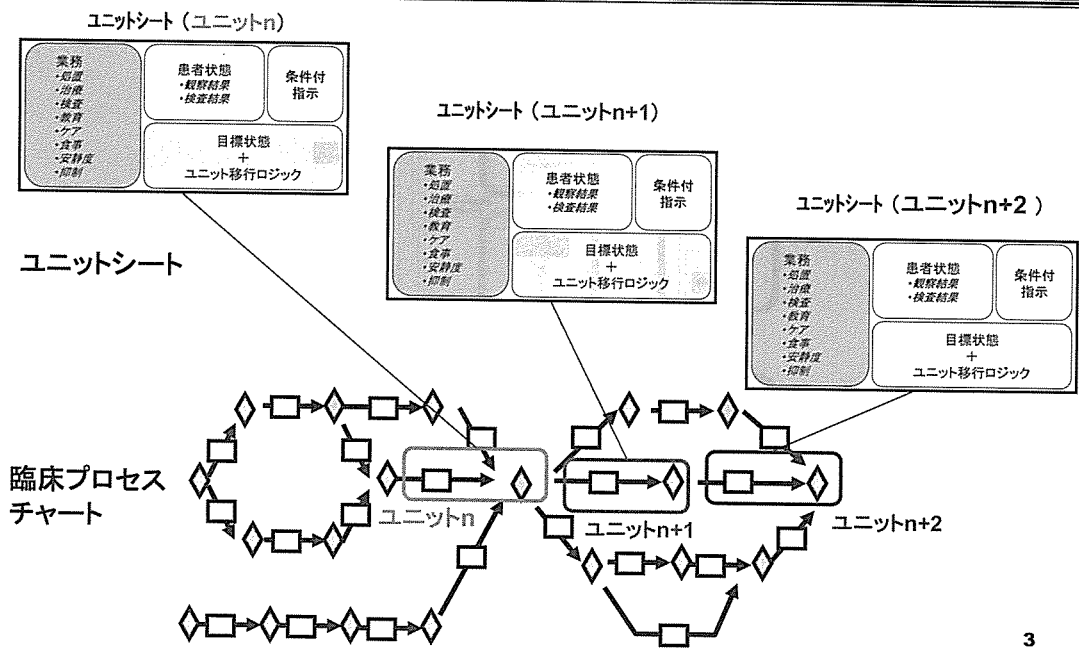 ユニットシート（ユニットn）
業務
・処置
・治療
・検査
・教育
・ケア
・食事
・安静度
・抑制
患者状態
・観察結果
・検査結果
条件付
指示
目標状態
＋
ユニット移行ロジック
ユニットシート（ユニットn+1）
業務
・処置
・治療
・検査
・教育
・ケア
・食事
・安静度
・抑制
患者状態
・観察結果
・検査結果
条件付
指示
目標状態
＋
ユニット移行ロジック
ユニットシート（ユニットn+2 ）
業務
・処置
・治療
・検査
・教育
・ケア
・食事
・安静度
・抑制
患者状態
・観察結果
・検査結果
条件付
指示
目標状態
＋
ユニット移行ロジック
ユニットシート
臨床プロセス
チャート
ユニットn
ユニットn+1
ユニットn+2
3